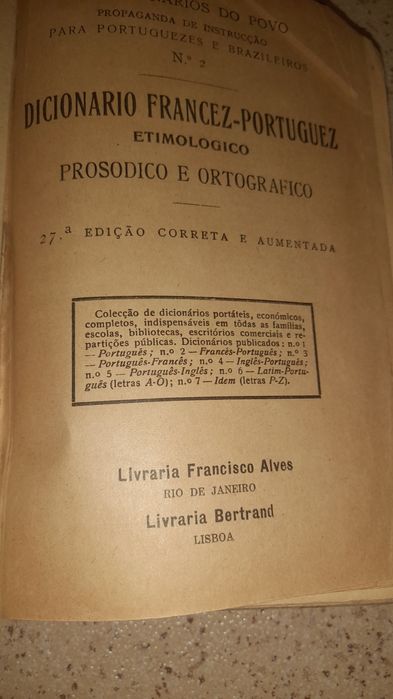 DO POVO
PROPAGANDA DE INSTRUCÇÃO
PARA PORTUGUEZES E BRAZILEIROS
N.º 2
DICIONARIO FRANCEZ-PORTUGUEZ
ETIMOLOGICO
PROSODICO E ORTOGRAFICO
27.ª EDIÇÃO CORRETA E AUMENTADA
Colecção de dicionários portáteis, económicos,
completos, indispensáveis em tôdas as famílias,
escolas, bibliotecas, escritórios comerciais e re-
partições públicas. Dicionários publicados: n.º 1
— Português; n.º 2 — Francês-Português; n.º 3
— Português-Francês; n.º 4 — Inglês-Português;
n.º 5 — Português-Inglês; n.º 6 — Latim-Portu-
guês (letras A-O); n.º 7 — Idem (letras P-Z).
Livraria Francisco Alves
RIO DE JANEIRO
Livraria Bertrand
LISBOA